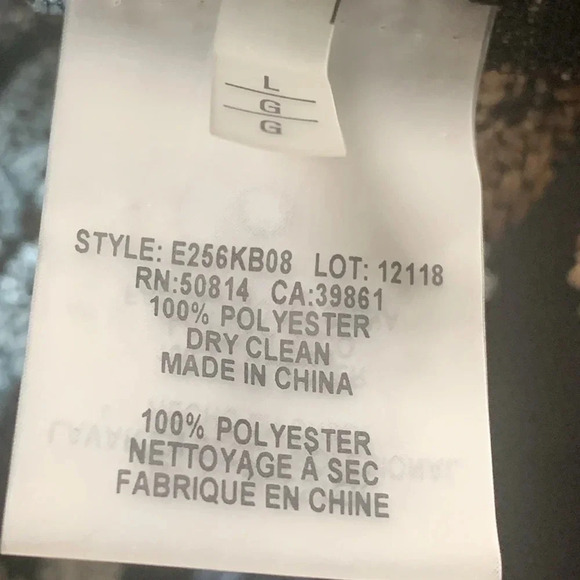 L
G
G
STYLE: E256KB08 LOT: 12118
RN:50814 CA:39861
100% POLYESTER
DRY CLEAN
MADE IN CHINA
100% POLYESTER
NETTOYAGE À SEC
FABRIQUÉ EN CHINE